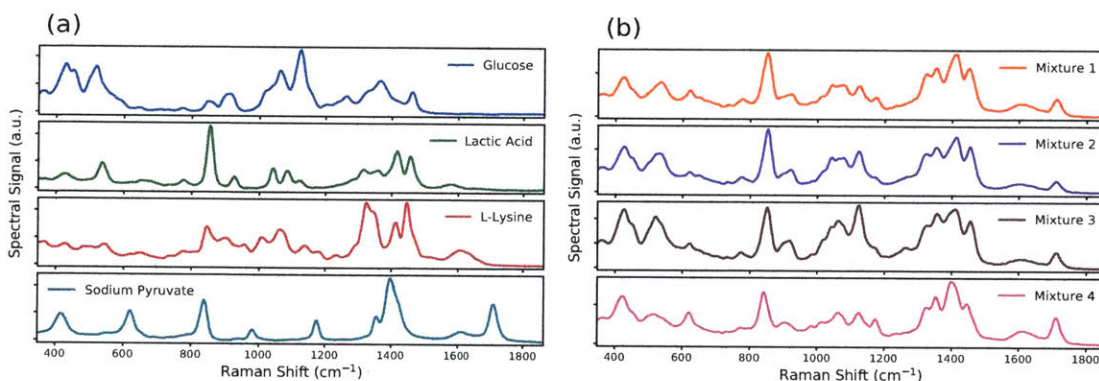 (a)
Glucose
Lactic Acid
L-Lysine
Sodium Pyruvate
Spectral Signal (a.u.)
400 600 800 1000 1200 1400 1600 1800
Raman Shift (cm⁻¹)
(b)
Mixture 1
Mixture 2
Mixture 3
Mixture 4
Spectral Signal (a.u.)
400 600 800 1000 1200 1400 1600 1800
Raman Shift (cm⁻¹)